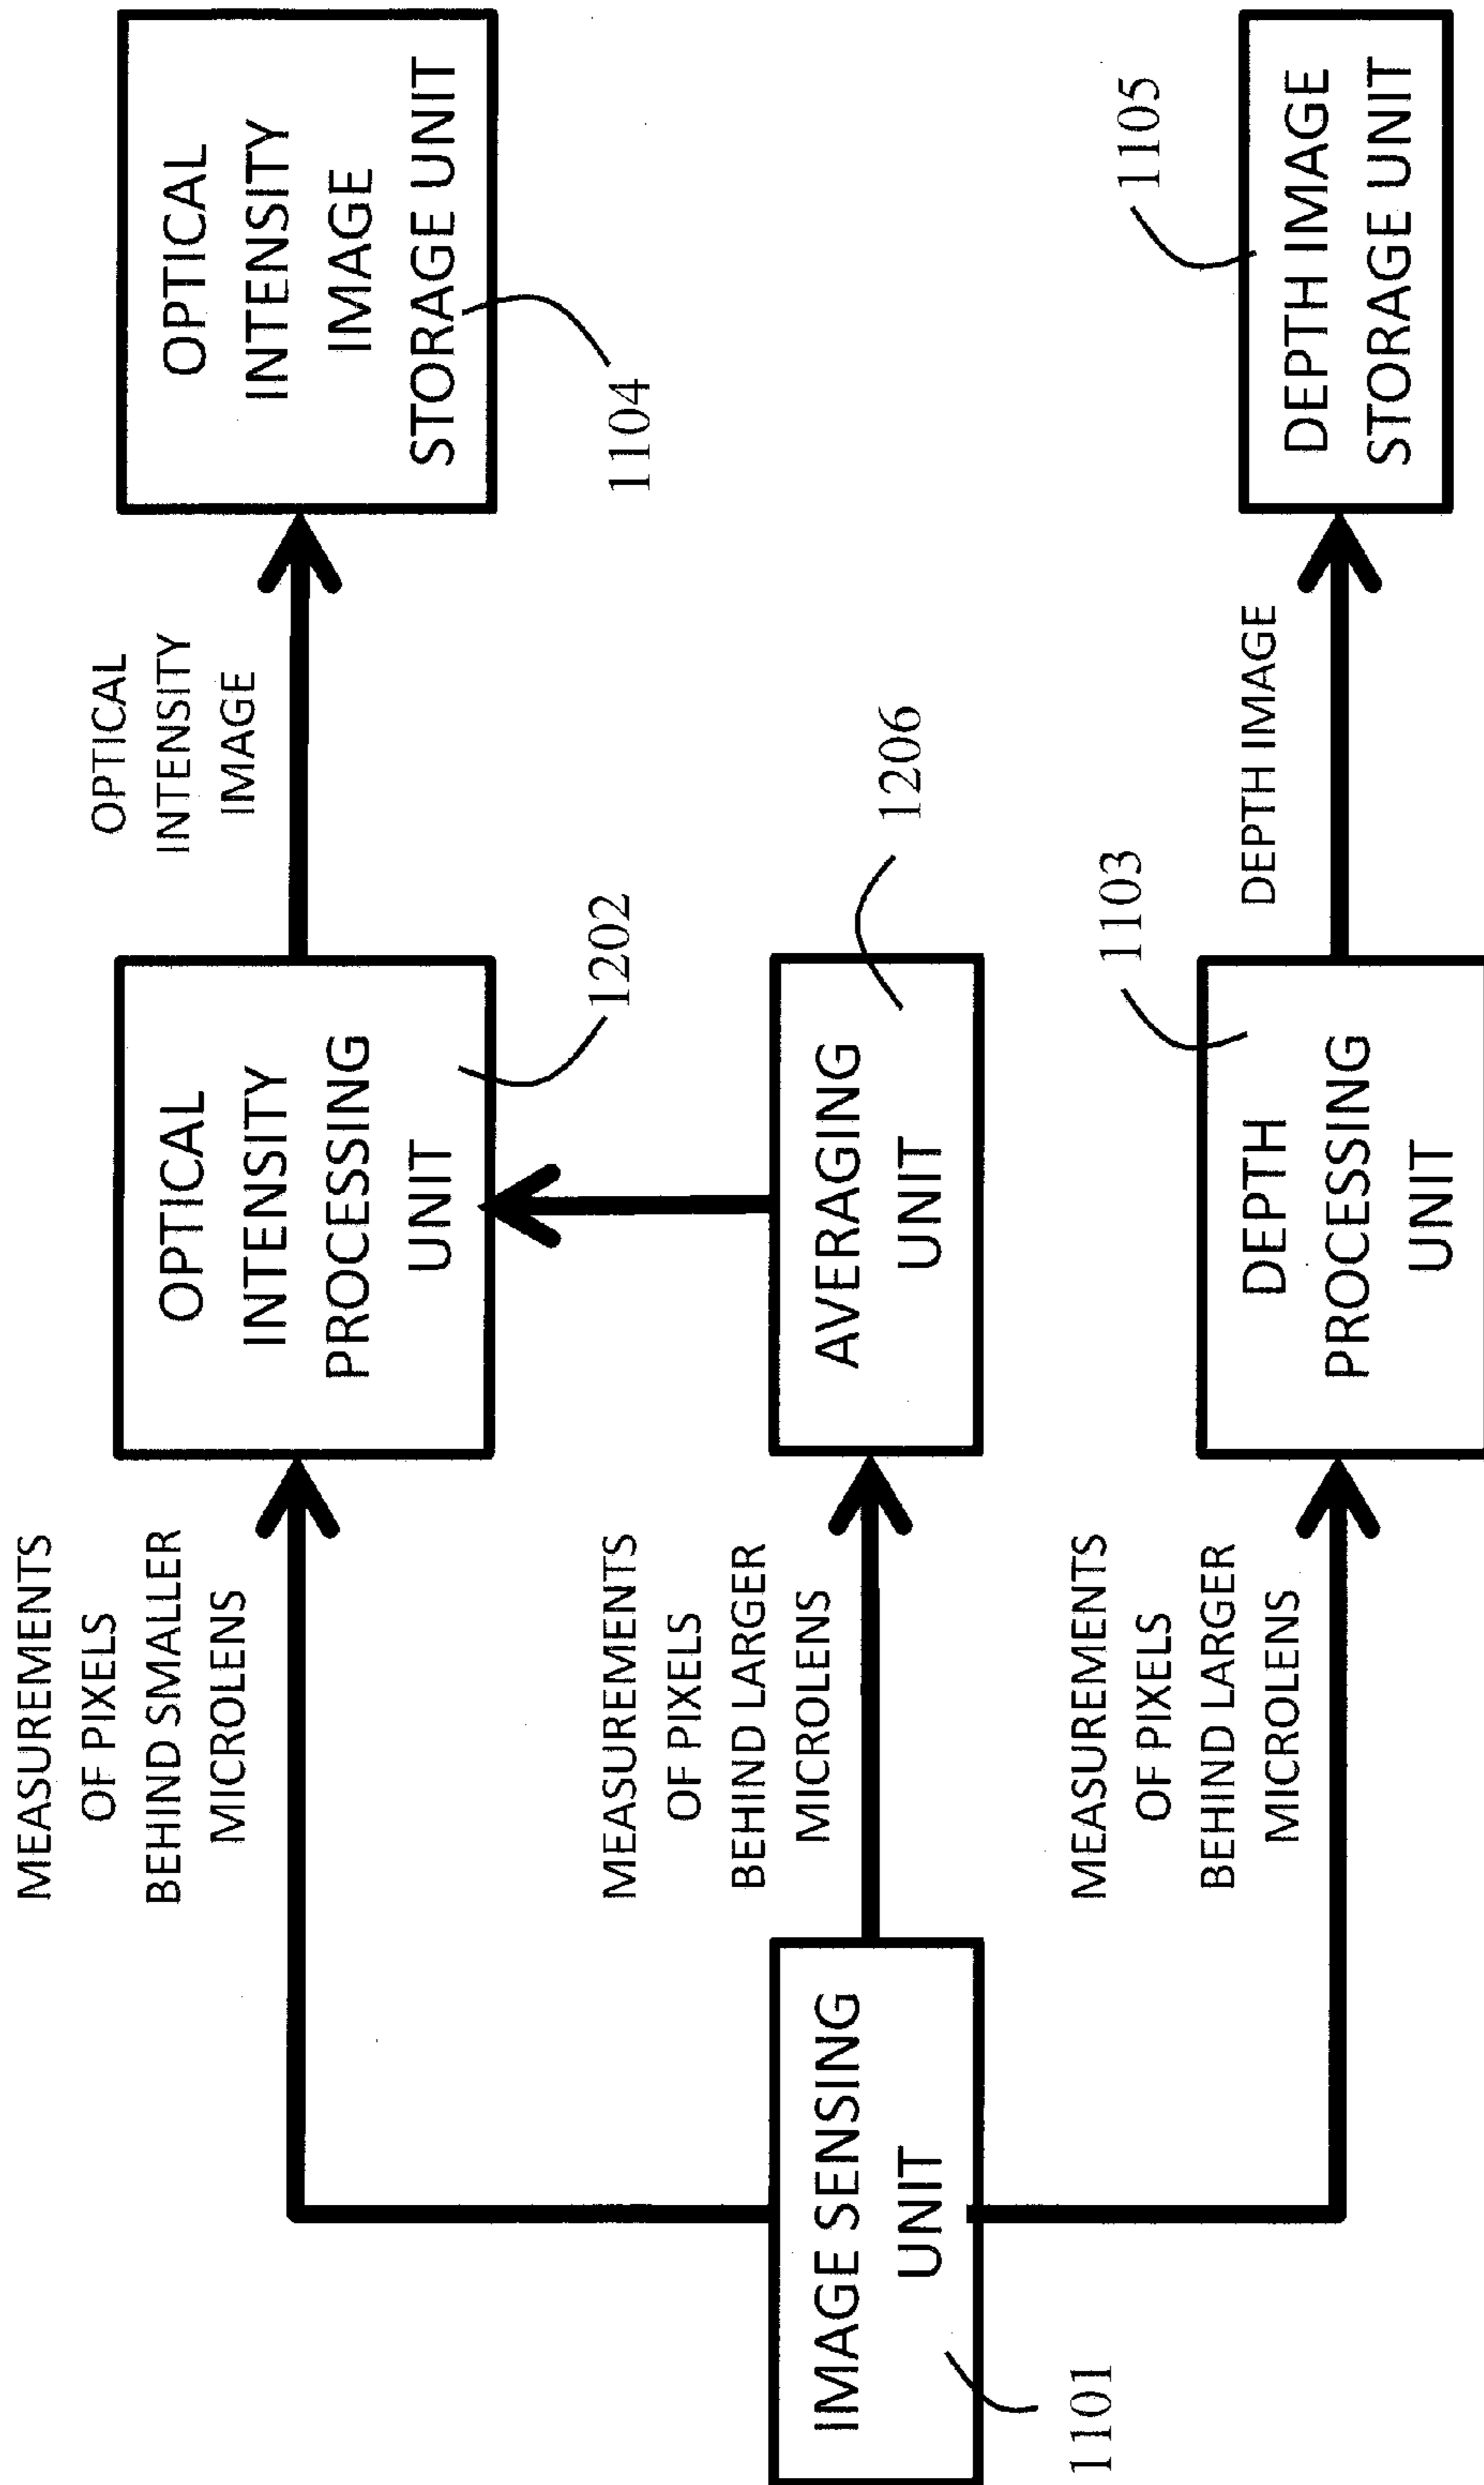 MEASUREMENTS
OF PIXELS
BEHIND SMALLER
MICROLENS
OPTICAL
INTENSITY
PROCESSING
UNIT
1202
OPTICAL
INTENSITY
IMAGE
OPTICAL
INTENSITY
IMAGE
STORAGE UNIT
1104
IMAGE SENSING
UNIT
1101
MEASUREMENTS
OF PIXELS
BEHIND LARGER
MICROLENS
AVERAGING
UNIT
1206
MEASUREMENTS
OF PIXELS
BEHIND LARGER
MICROLENS
DEPTH
PROCESSING
UNIT
1103
DEPTH IMAGE
DEPTH IMAGE
STORAGE UNIT
1105